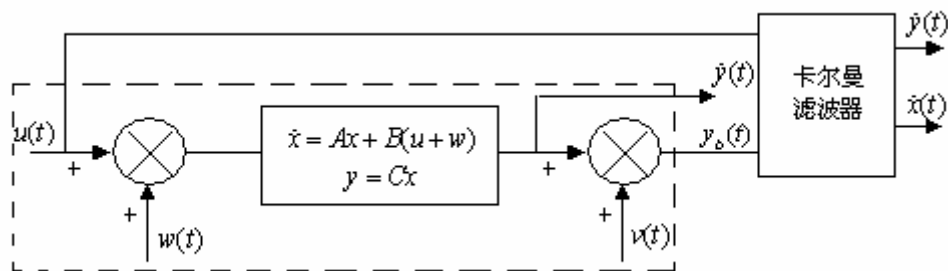 ŷ(t)
卡尔曼
滤波器
ŷ(t)
x̂(t)
u(t)
+
ẋ = Ax + B(u + w)
y = Cx
+
y_b(t)
+
w(t)
+
v(t)